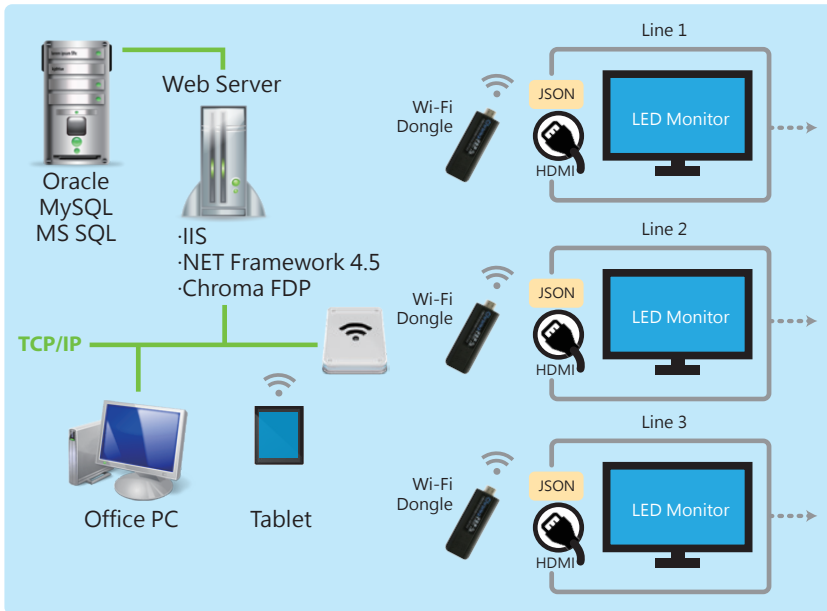 Oracle
MySQL
MS SQL
Web Server
·IIS
·NET Framework 4.5
·Chroma FDP
TCP/IP
Office PC
Tablet
Line 1
Wi-Fi
Dongle
JSON
HDMI
LED Monitor
Line 2
Wi-Fi
Dongle
JSON
HDMI
LED Monitor
Line 3
Wi-Fi
Dongle
JSON
HDMI
LED Monitor